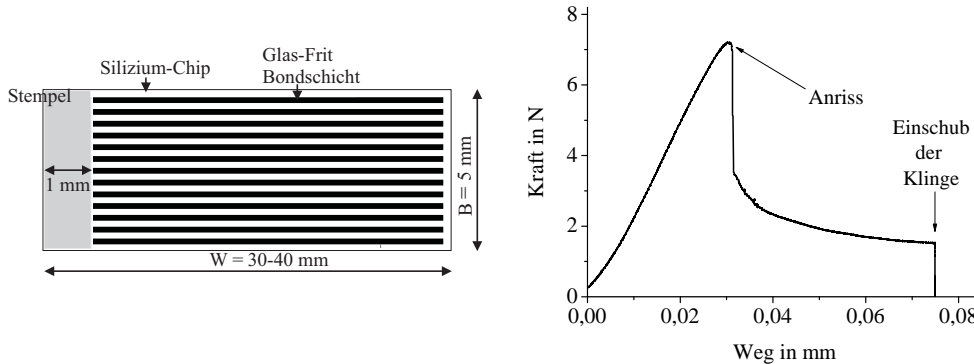 Silizium-Chip
Glas-Frit
Bondschicht
Stempel
1 mm
B = 5 mm
W = 30-40 mm
Kraft in N
8
6
4
2
0
0,00
0,02
0,04
0,06
0,08
Weg in mm
Anriss
Einschub
der
Klinge